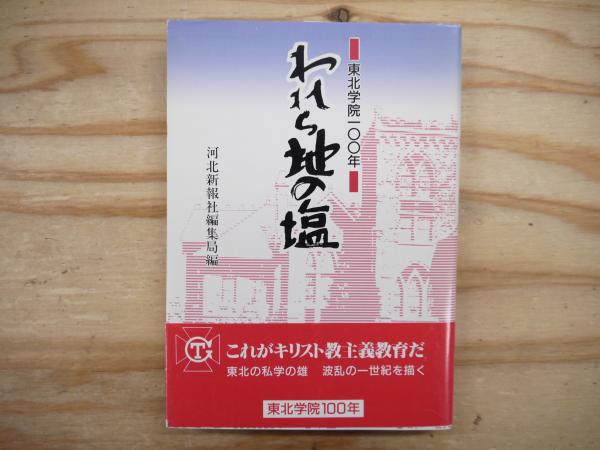 東北学院一〇〇年
われら地の塩
河北新報社編集局編
TG
これがキリスト教主義教育だ
東北の私学の雄 波乱の一世紀を描く
東北学院100年